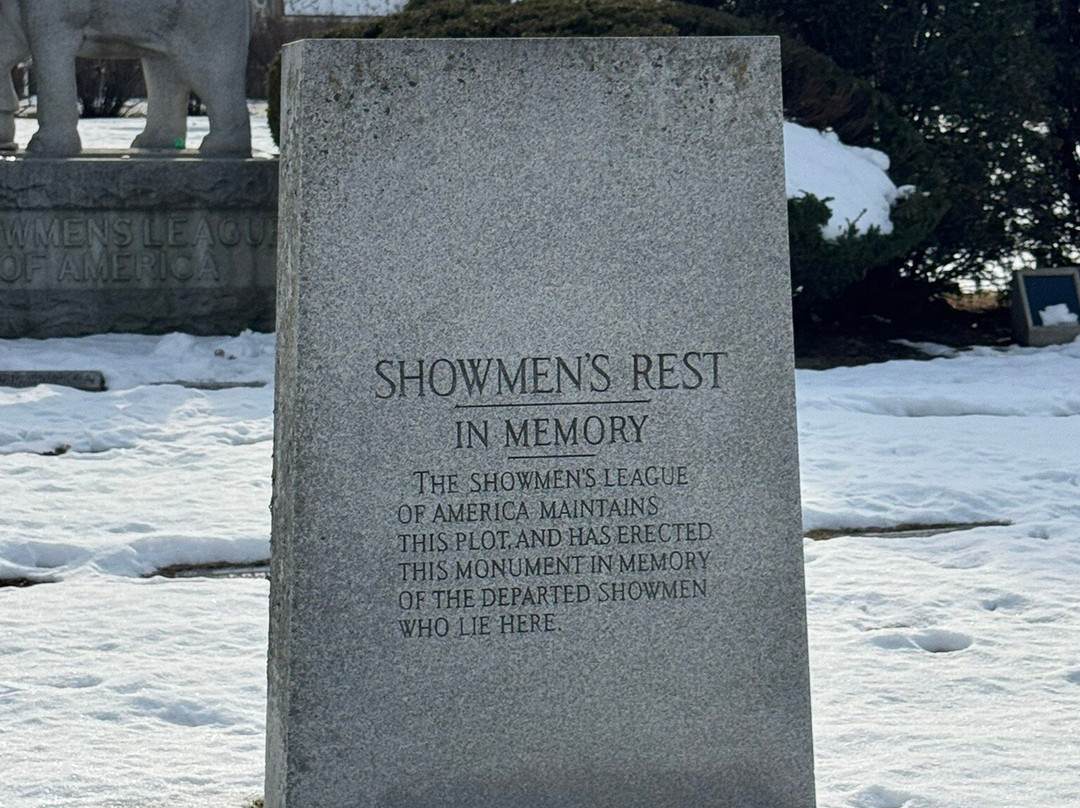 WMENS LEAGU
OF AMERICA
SHOWMEN'S REST
IN MEMORY
THE SHOWMEN'S LEAGUE
OF AMERICA MAINTAINS
THIS PLOT, AND HAS ERECTED
THIS MONUMENT IN MEMORY
OF THE DEPARTED SHOWMEN
WHO LIE HERE.